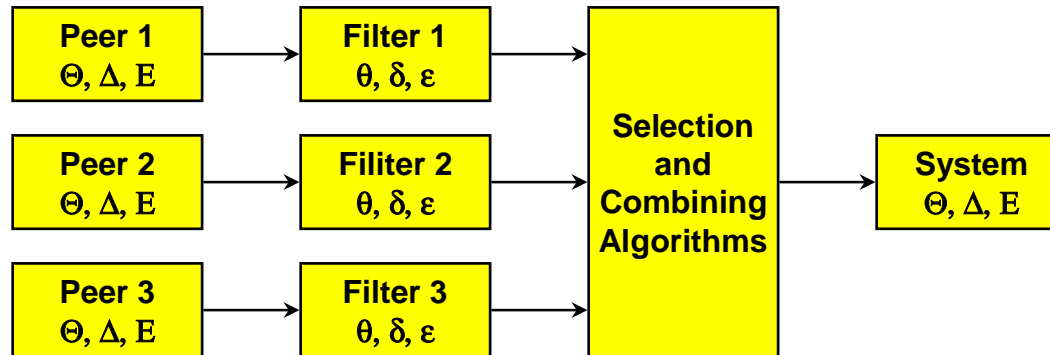 Peer 1
Θ, Δ, E
Filter 1
θ, δ, ε
Peer 2
Θ, Δ, E
Filiter 2
θ, δ, ε
Peer 3
Θ, Δ, E
Filter 3
θ, δ, ε
Selection
and
Combining
Algorithms
System
Θ, Δ, E